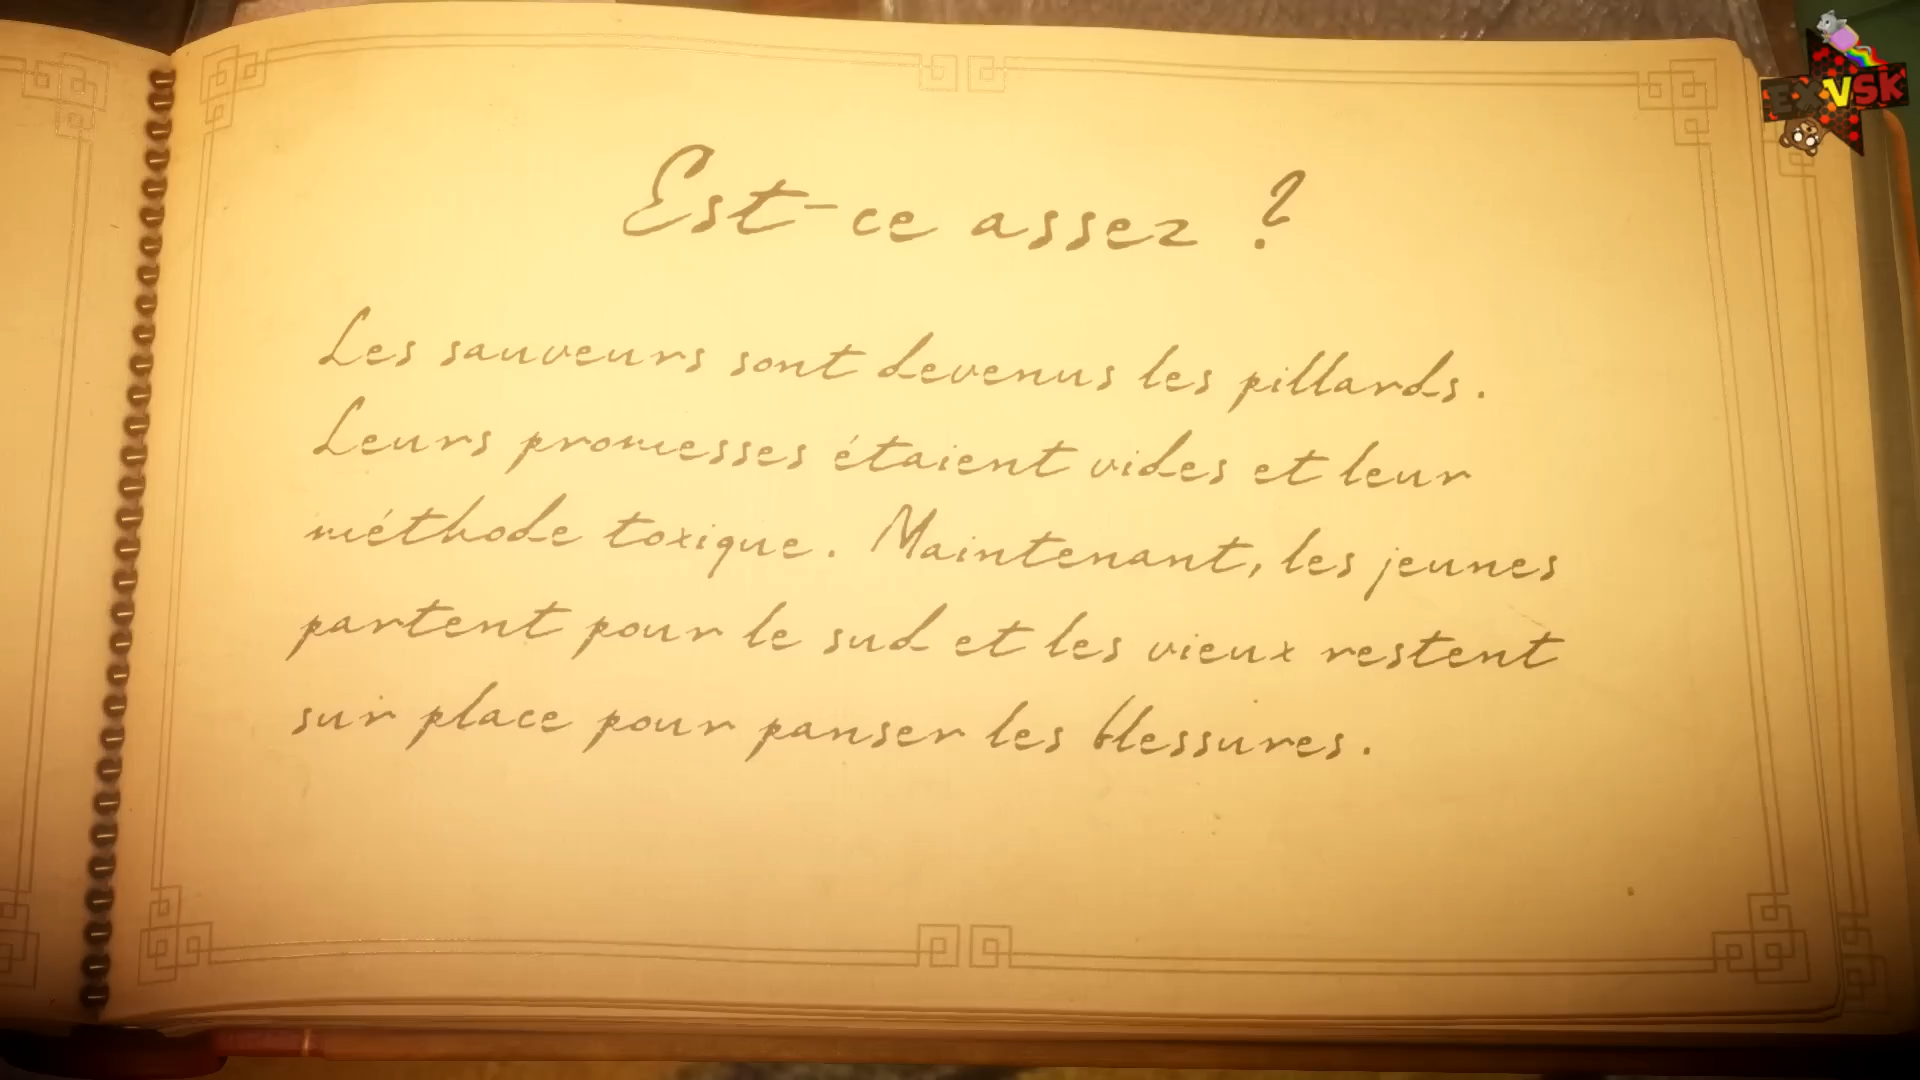 EXVSK
Est-ce assez ?
Les sauveurs sont devenus les pillards.
Leurs promesses étaient vides et leur
méthode toxique. Maintenant, les jeunes
partent pour le sud et les vieux restent
sur place pour panser les blessures.